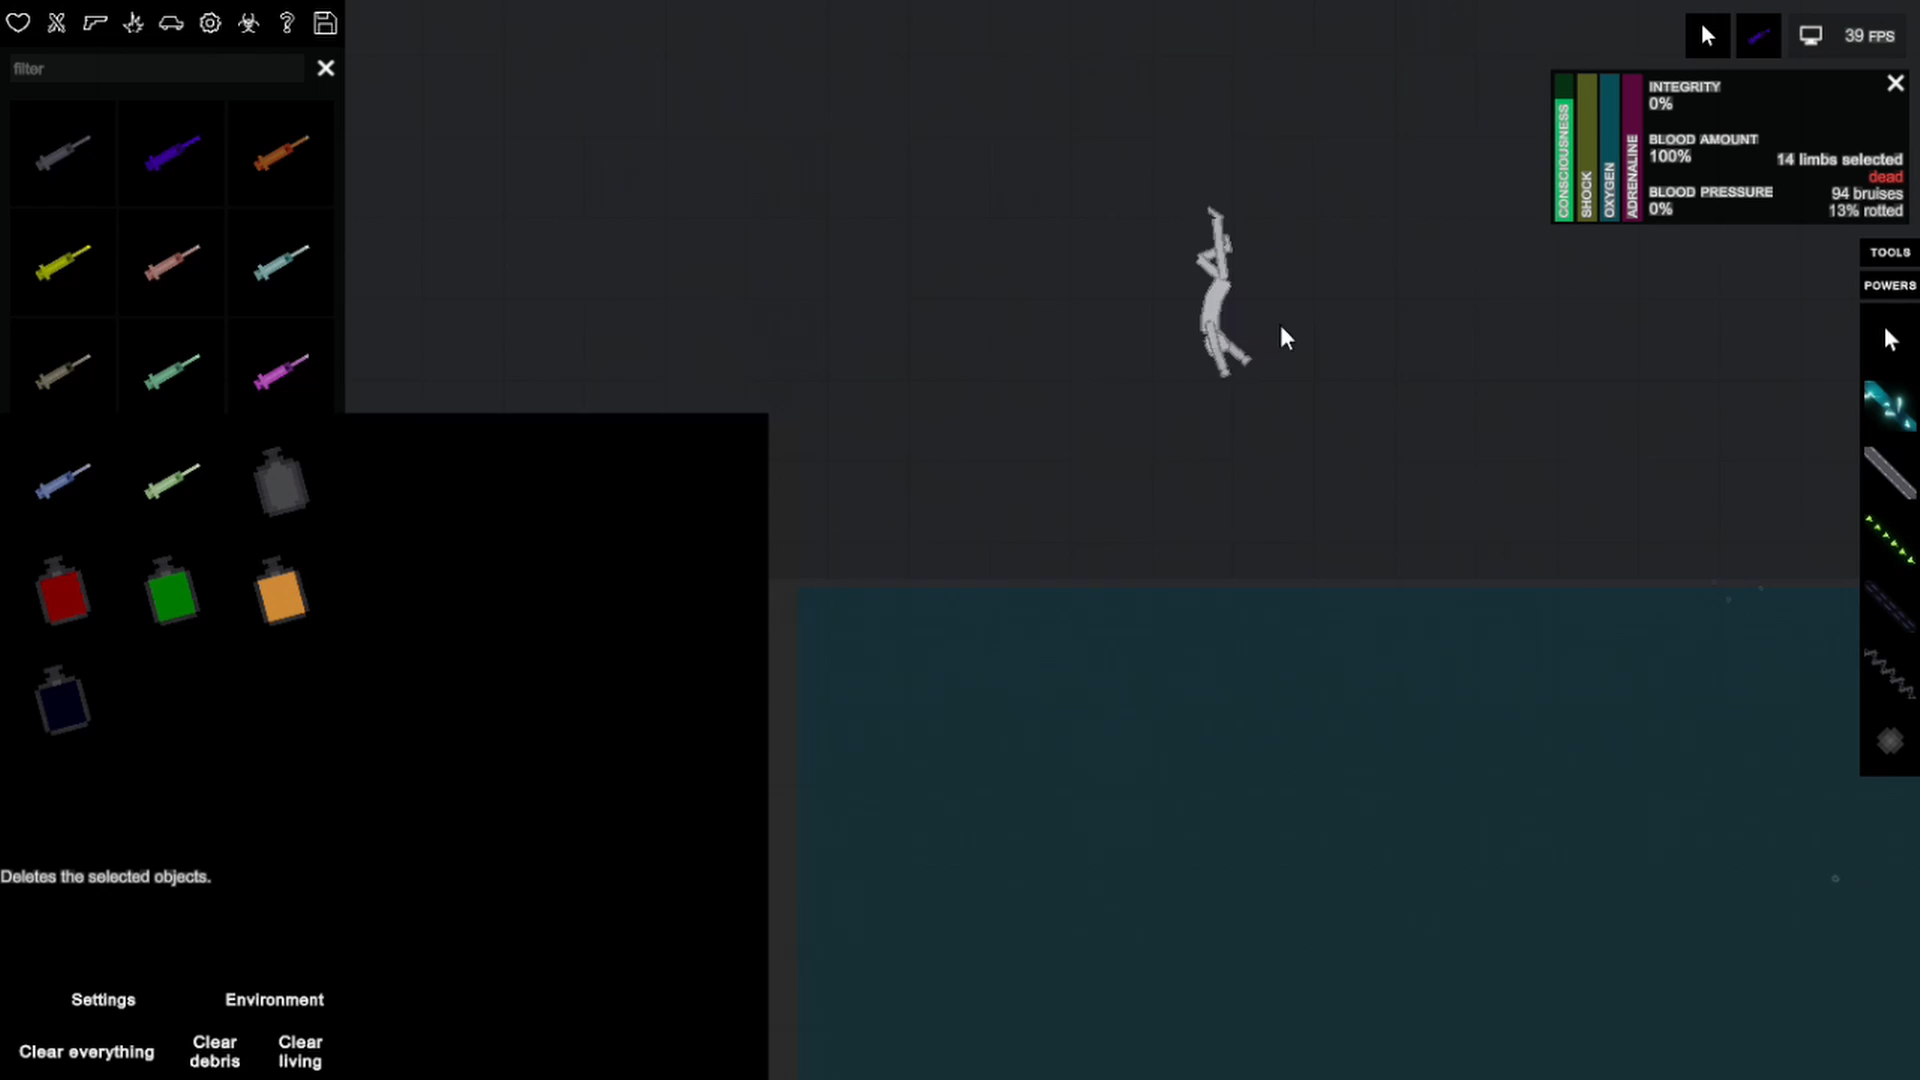 39 FPS
filter
CONSCIOUSNESS
SHOCK
OXYGEN
ADRENALINE
INTEGRITY
0%
BLOOD AMOUNT
100%
BLOOD PRESSURE
0%
14 limbs selected
dead
94 bruises
13% rotted
TOOLS
POWERS
Deletes the selected objects.
Settings
Environment
Clear everything
Clear
debris
Clear
living